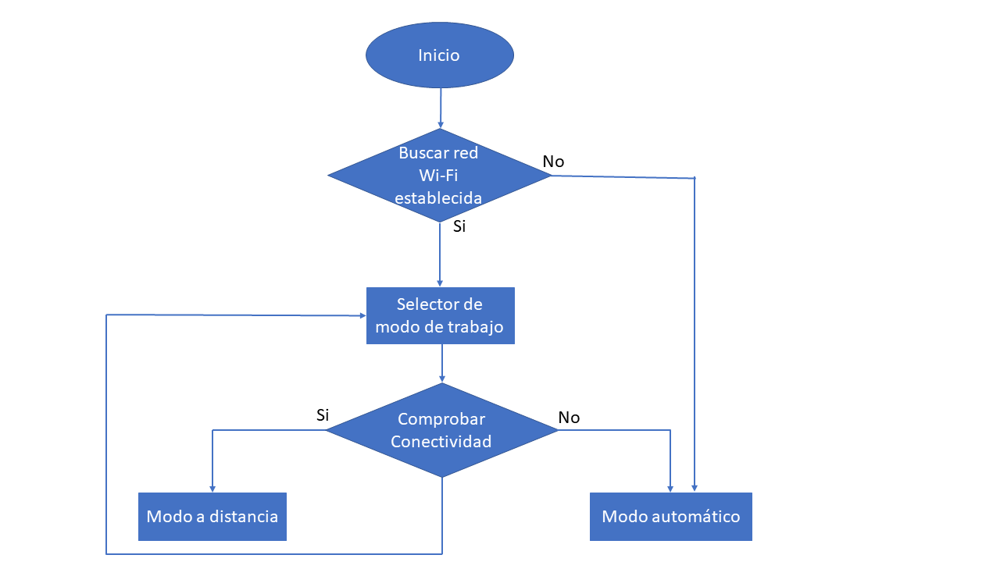 Inicio
Buscar red
Wi-Fi
establecida
No
Si
Selector de
modo de trabajo
Si
Comprobar
Conectividad
No
Modo a distancia
Modo automático